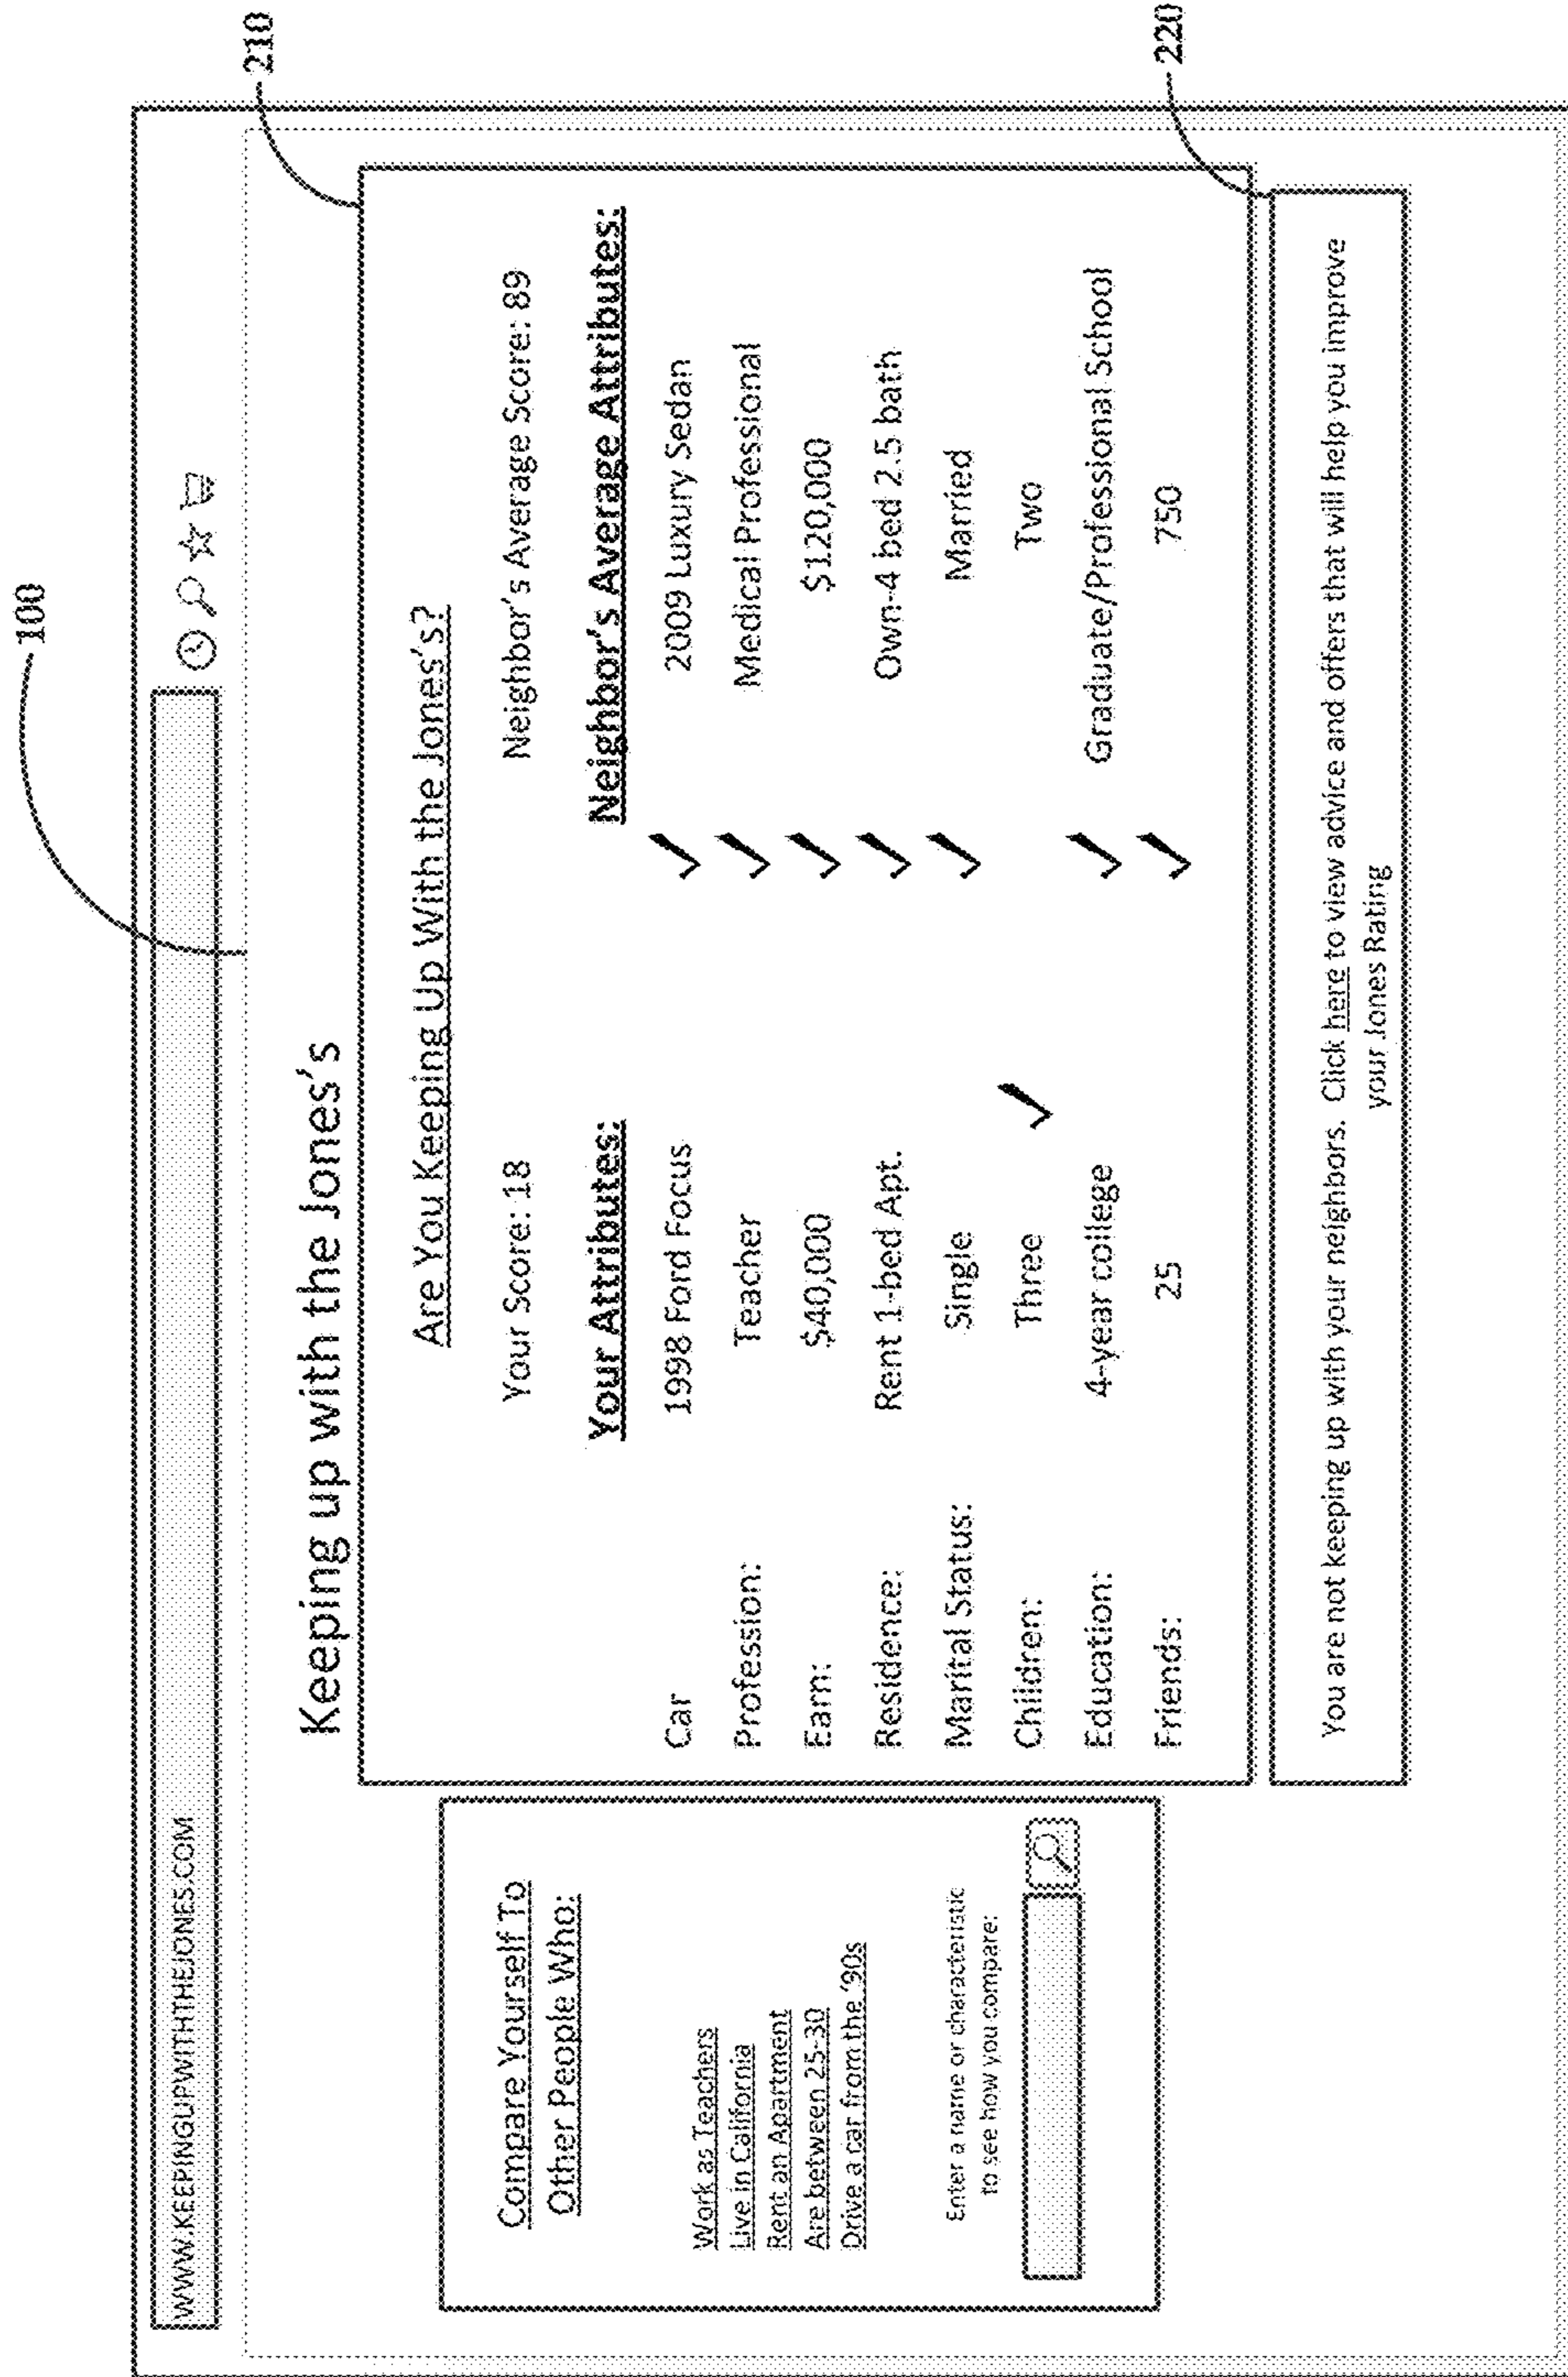 100
WWW.KEEPINGUPWITHTHEJONES.COM
Keeping up with the Jones's
210
Compare Yourself To
Other People Who:
Work as Teachers
Live in California
Rent an Apartment
Are between 25-30
Drive a car from the '90s
Enter a name or characteristic
to see how you compare:
Are You Keeping Up With the Jones's?
Your Score: 18 Neighbor's Average Score: 89
Your Attributes: Neighbor's Average Attributes:
Car 1998 Ford Focus ✓ 2009 Luxury Sedan
Profession: Teacher ✓ Medical Professional
Earn: $40,000 ✓ $120,000
Residence: Rent 1-bed Apt. ✓ Own-4 bed 2.5 bath
Marital Status: Single ✓ Married
Children: Three ✓ Two
Education: 4-year college ✓ Graduate/Professional School
Friends: 25 ✓ 750
220
You are not keeping up with your neighbors. Click here to view advice and offers that will help you improve
your Jones Rating